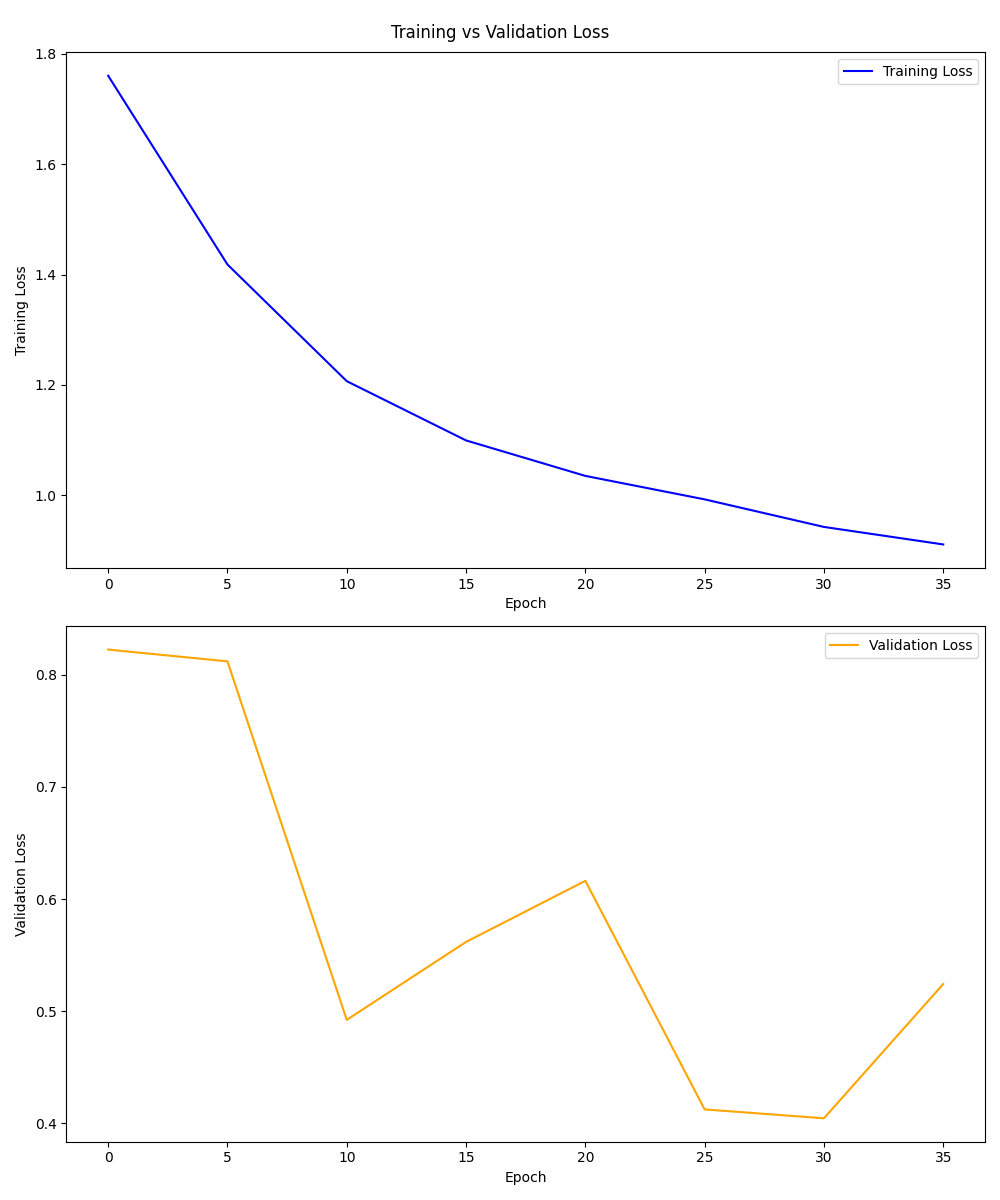 Training vs Validation Loss
1.8
Training Loss
1.6
1.4
Training Loss
1.2
1.0
0 5 10 15 20 25 30 35
Epoch
Validation Loss
0.8
0.7
Validation Loss
0.6
0.5
0.4
0 5 10 15 20 25 30 35
Epoch